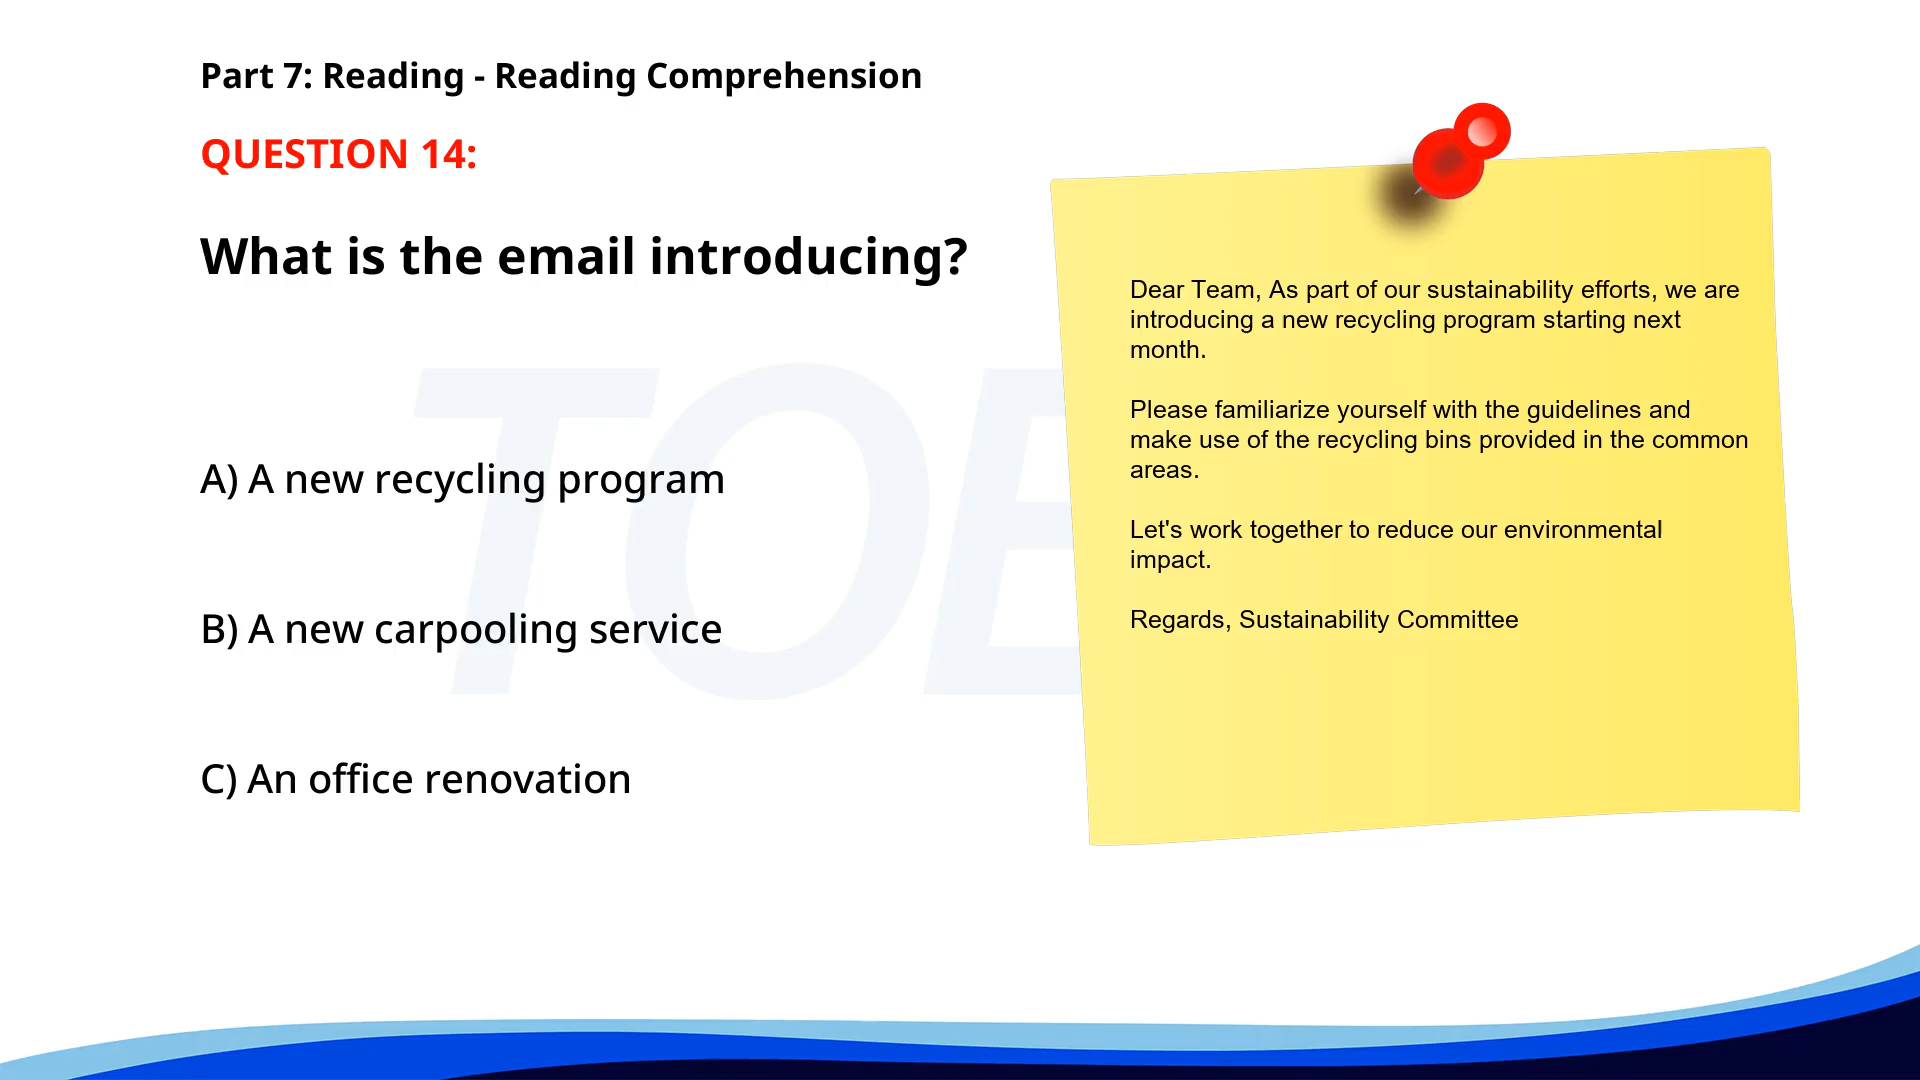 Part 7: Reading - Reading Comprehension
QUESTION 14:
What is the email introducing?
A) A new recycling program
B) A new carpooling service
C) An office renovation
Dear Team, As part of our sustainability efforts, we are
introducing a new recycling program starting next
month.
Please familiarize yourself with the guidelines and
make use of the recycling bins provided in the common
areas.
Let's work together to reduce our environmental
impact.
Regards, Sustainability Committee